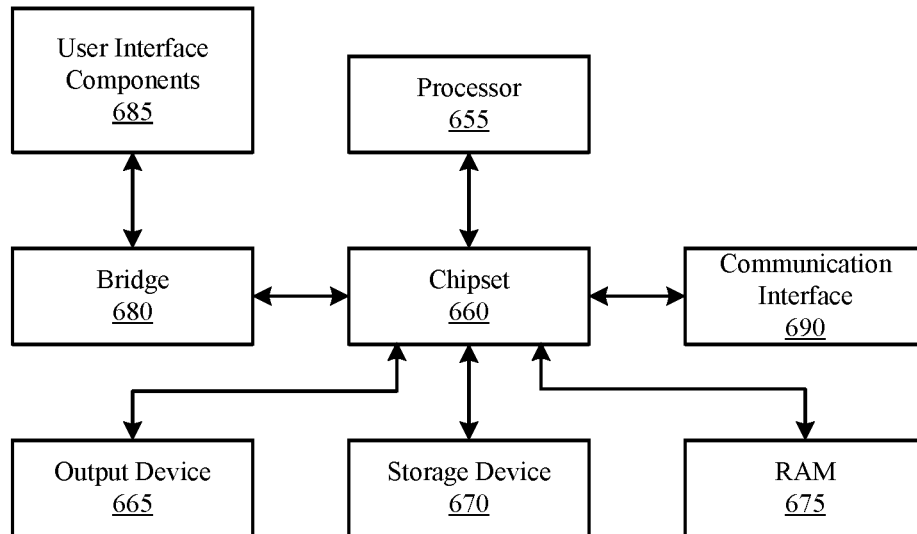 User Interface
Components
685
Processor
655
Bridge
680
Chipset
660
Communication
Interface
690
Output Device
665
Storage Device
670
RAM
675